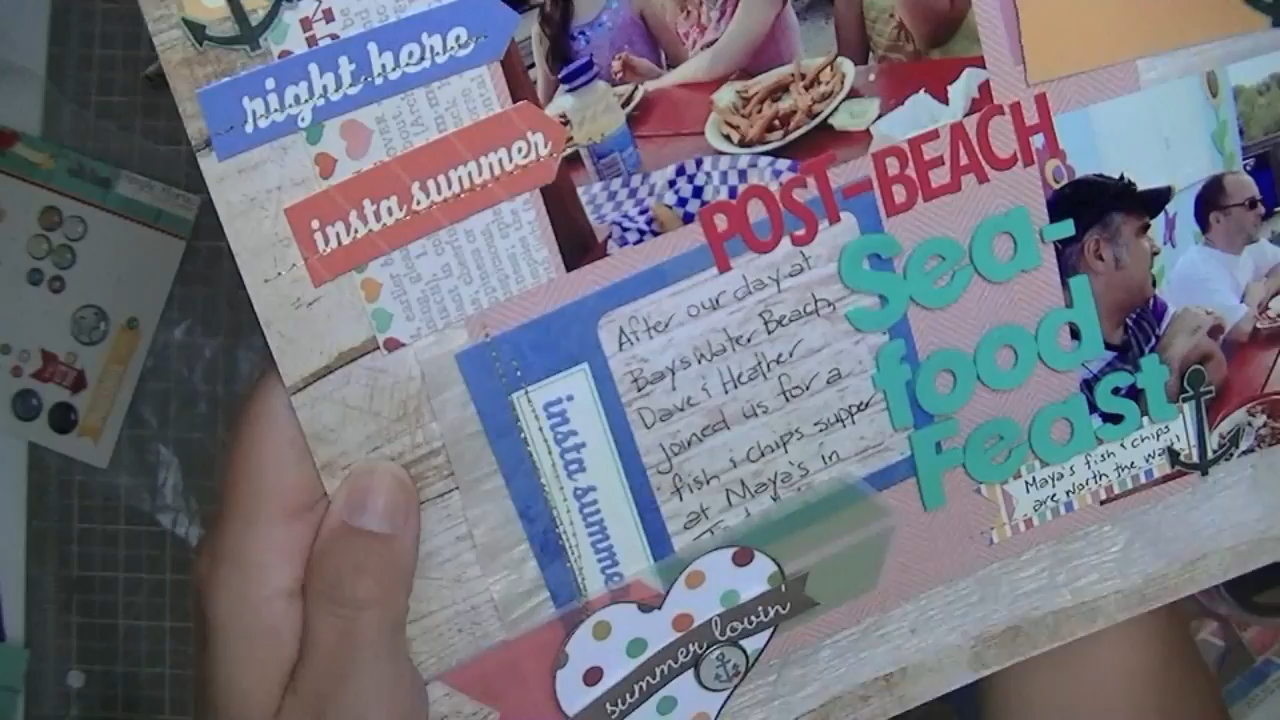 right here
insta summer
POST-BEACH
Sea-
food
Feast
After our day at
Bayswater Beach,
Dave & Heather
joined us for a
fish & chips supper
at Maya's in
insta summe
Maya's fish & chips
are worth the wait!
summer lovin'